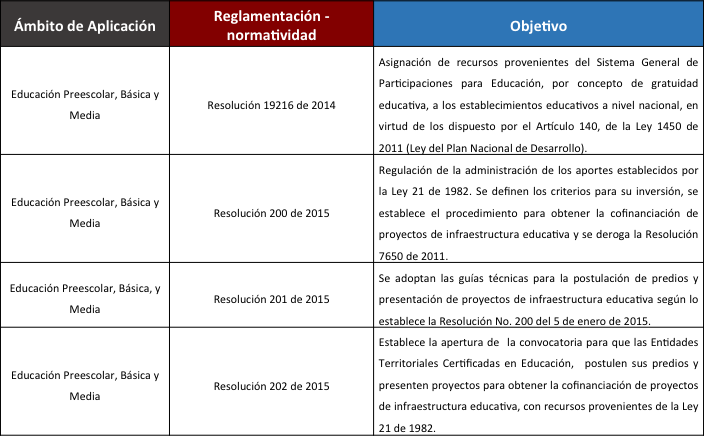 Ámbito de Aplicación
Reglamentación -
normatividad
Objetivo
Educación Preescolar, Básica y
Media
Resolución 19216 de 2014
Asignación de recursos provenientes del Sistema General de
Participaciones para Educación, por concepto de gratuidad
educativa, a los establecimientos educativos a nivel nacional, en
virtud de los dispuesto por el Artículo 140, de la Ley 1450 de
2011 (Ley del Plan Nacional de Desarrollo).
Educación Preescolar, Básica y
Media
Resolución 200 de 2015
Regulación de la administración de los aportes establecidos por
la Ley 21 de 1982. Se definen los criterios para su inversión, se
establece el procedimiento para obtener la cofinanciación de
proyectos de infraestructura educativa y se deroga la Resolución
7650 de 2011.
Educación Preescolar, Básica, y
Media
Resolución 201 de 2015
Se adoptan las guías técnicas para la postulación de predios y
presentación de proyectos de infraestructura educativa según lo
establece la Resolución No. 200 del 5 de enero de 2015.
Educación Preescolar, Básica y
Media
Resolución 202 de 2015
Establece la apertura de la convocatoria para que las Entidades
Territoriales Certificadas en Educación, postulen sus predios y
presenten proyectos para obtener la cofinanciación de proyectos
de infraestructura educativa, con recursos provenientes de la Ley
21 de 1982.